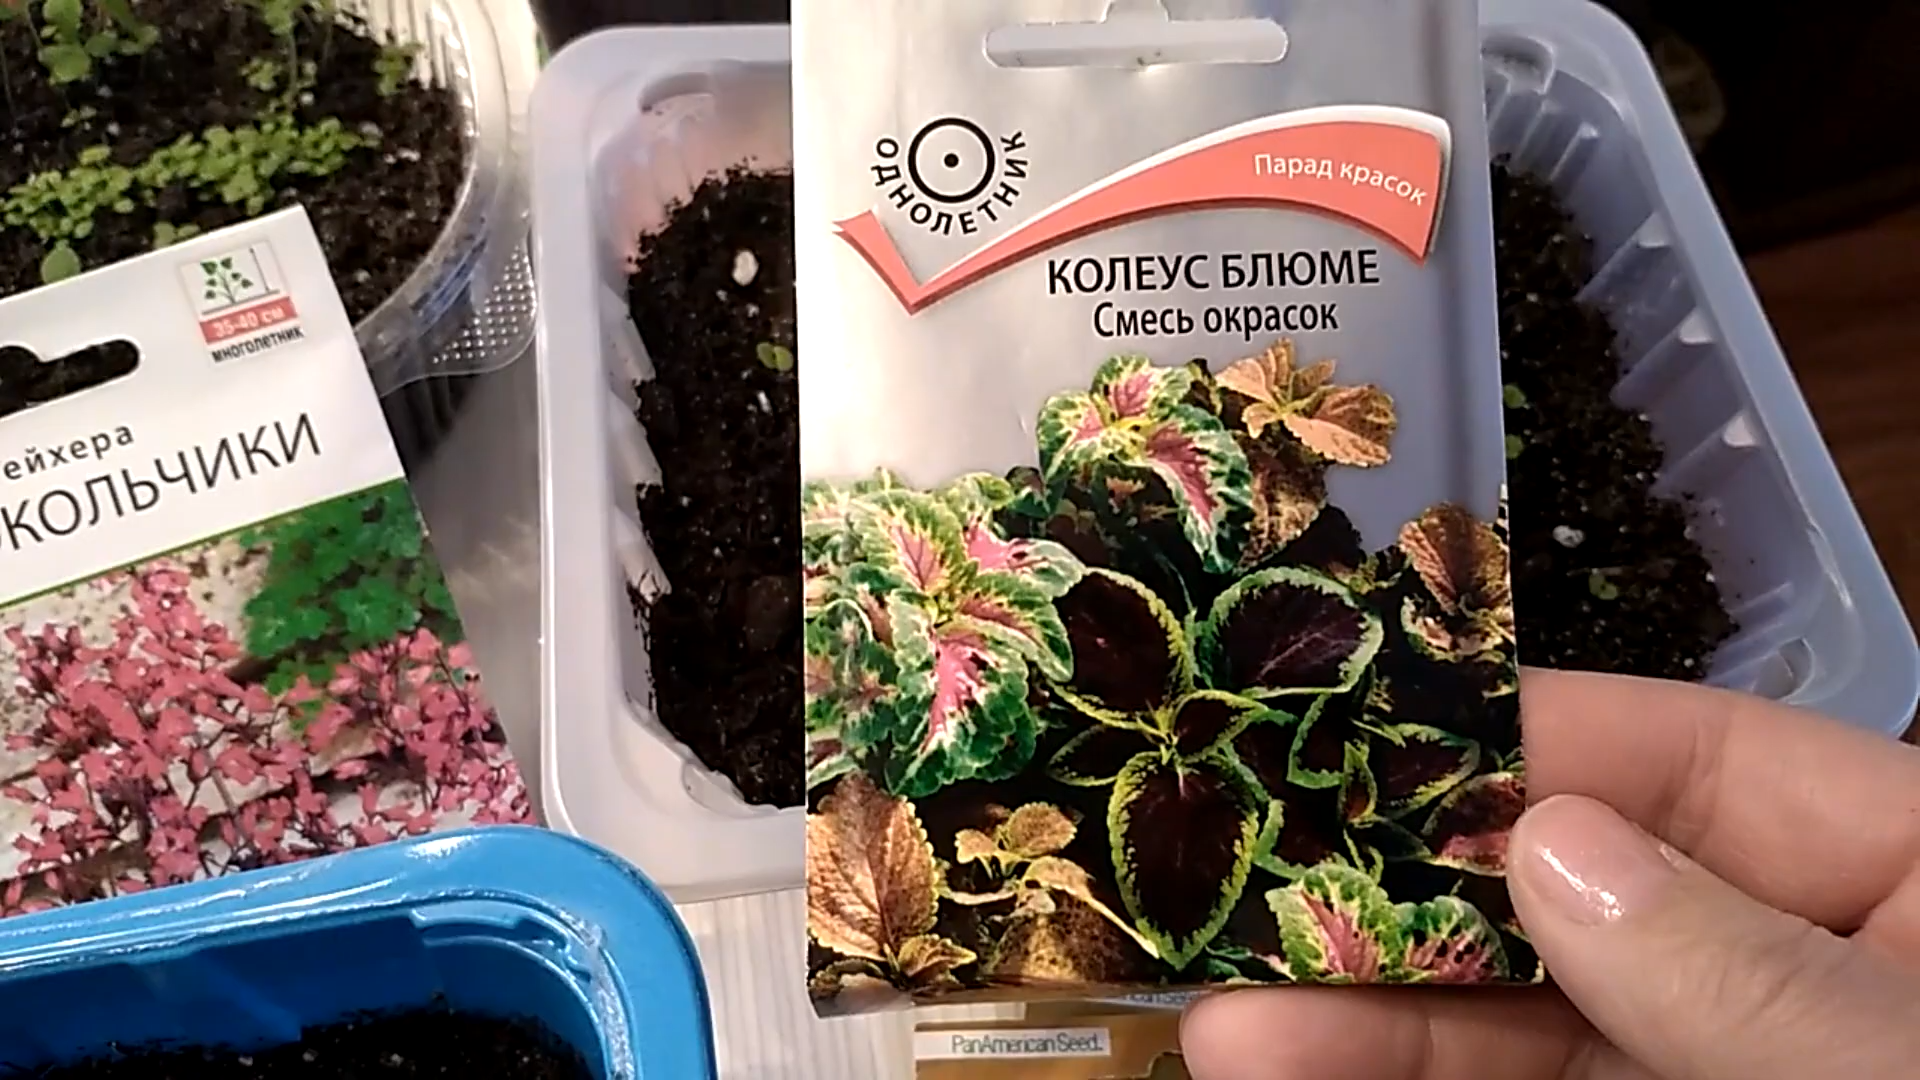 ОДНОЛЕТНИК
Парад красок
КОЛЕУС БЛЮМЕ
Смесь окрасок
35-40 см
МНОГОЛЕТНИК
ейхера
КОЛЬЧИКИ
PanAmerican Seed.